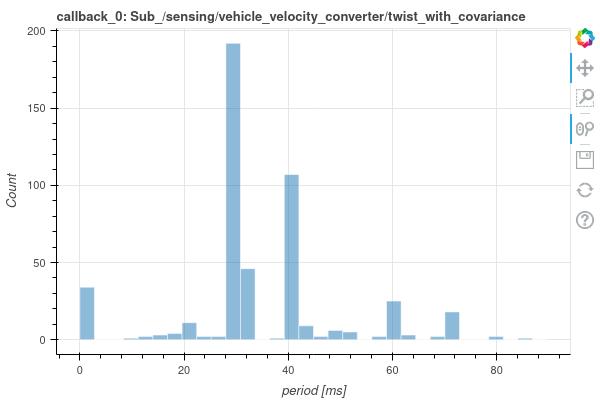 callback_0: Sub_/sensing/vehicle_velocity_converter/twist_with_covariance
200
150
100
50
0
Count
0 20 40 60 80
period [ms]